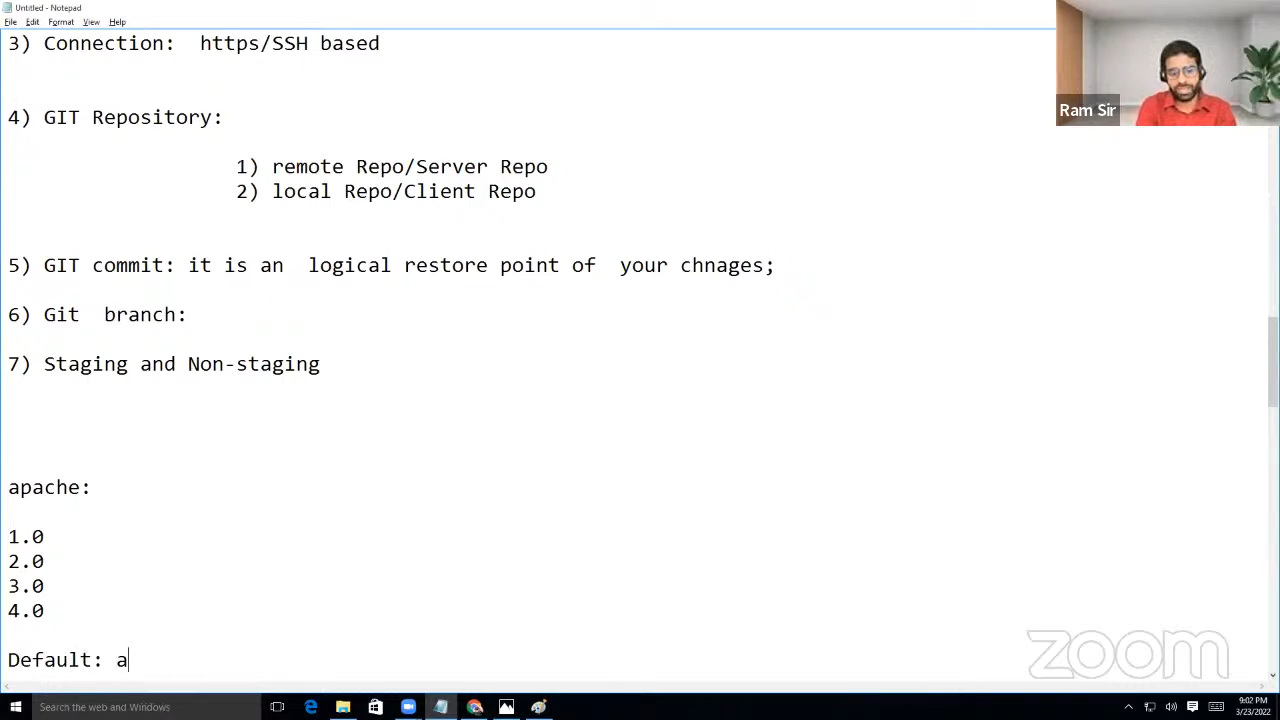 Untitled - Notepad
File Edit Format View Help
3) Connection: https/SSH based
4) GIT Repository:
1) remote Repo/Server Repo
2) local Repo/Client Repo
5) GIT commit: it is an logical restore point of your chnages;
6) Git branch:
7) Staging and Non-staging
apache:
1.0
2.0
3.0
4.0
Default: a
Ram Sir
zoom
Search the web and Windows
9:02 PM
3/23/2022